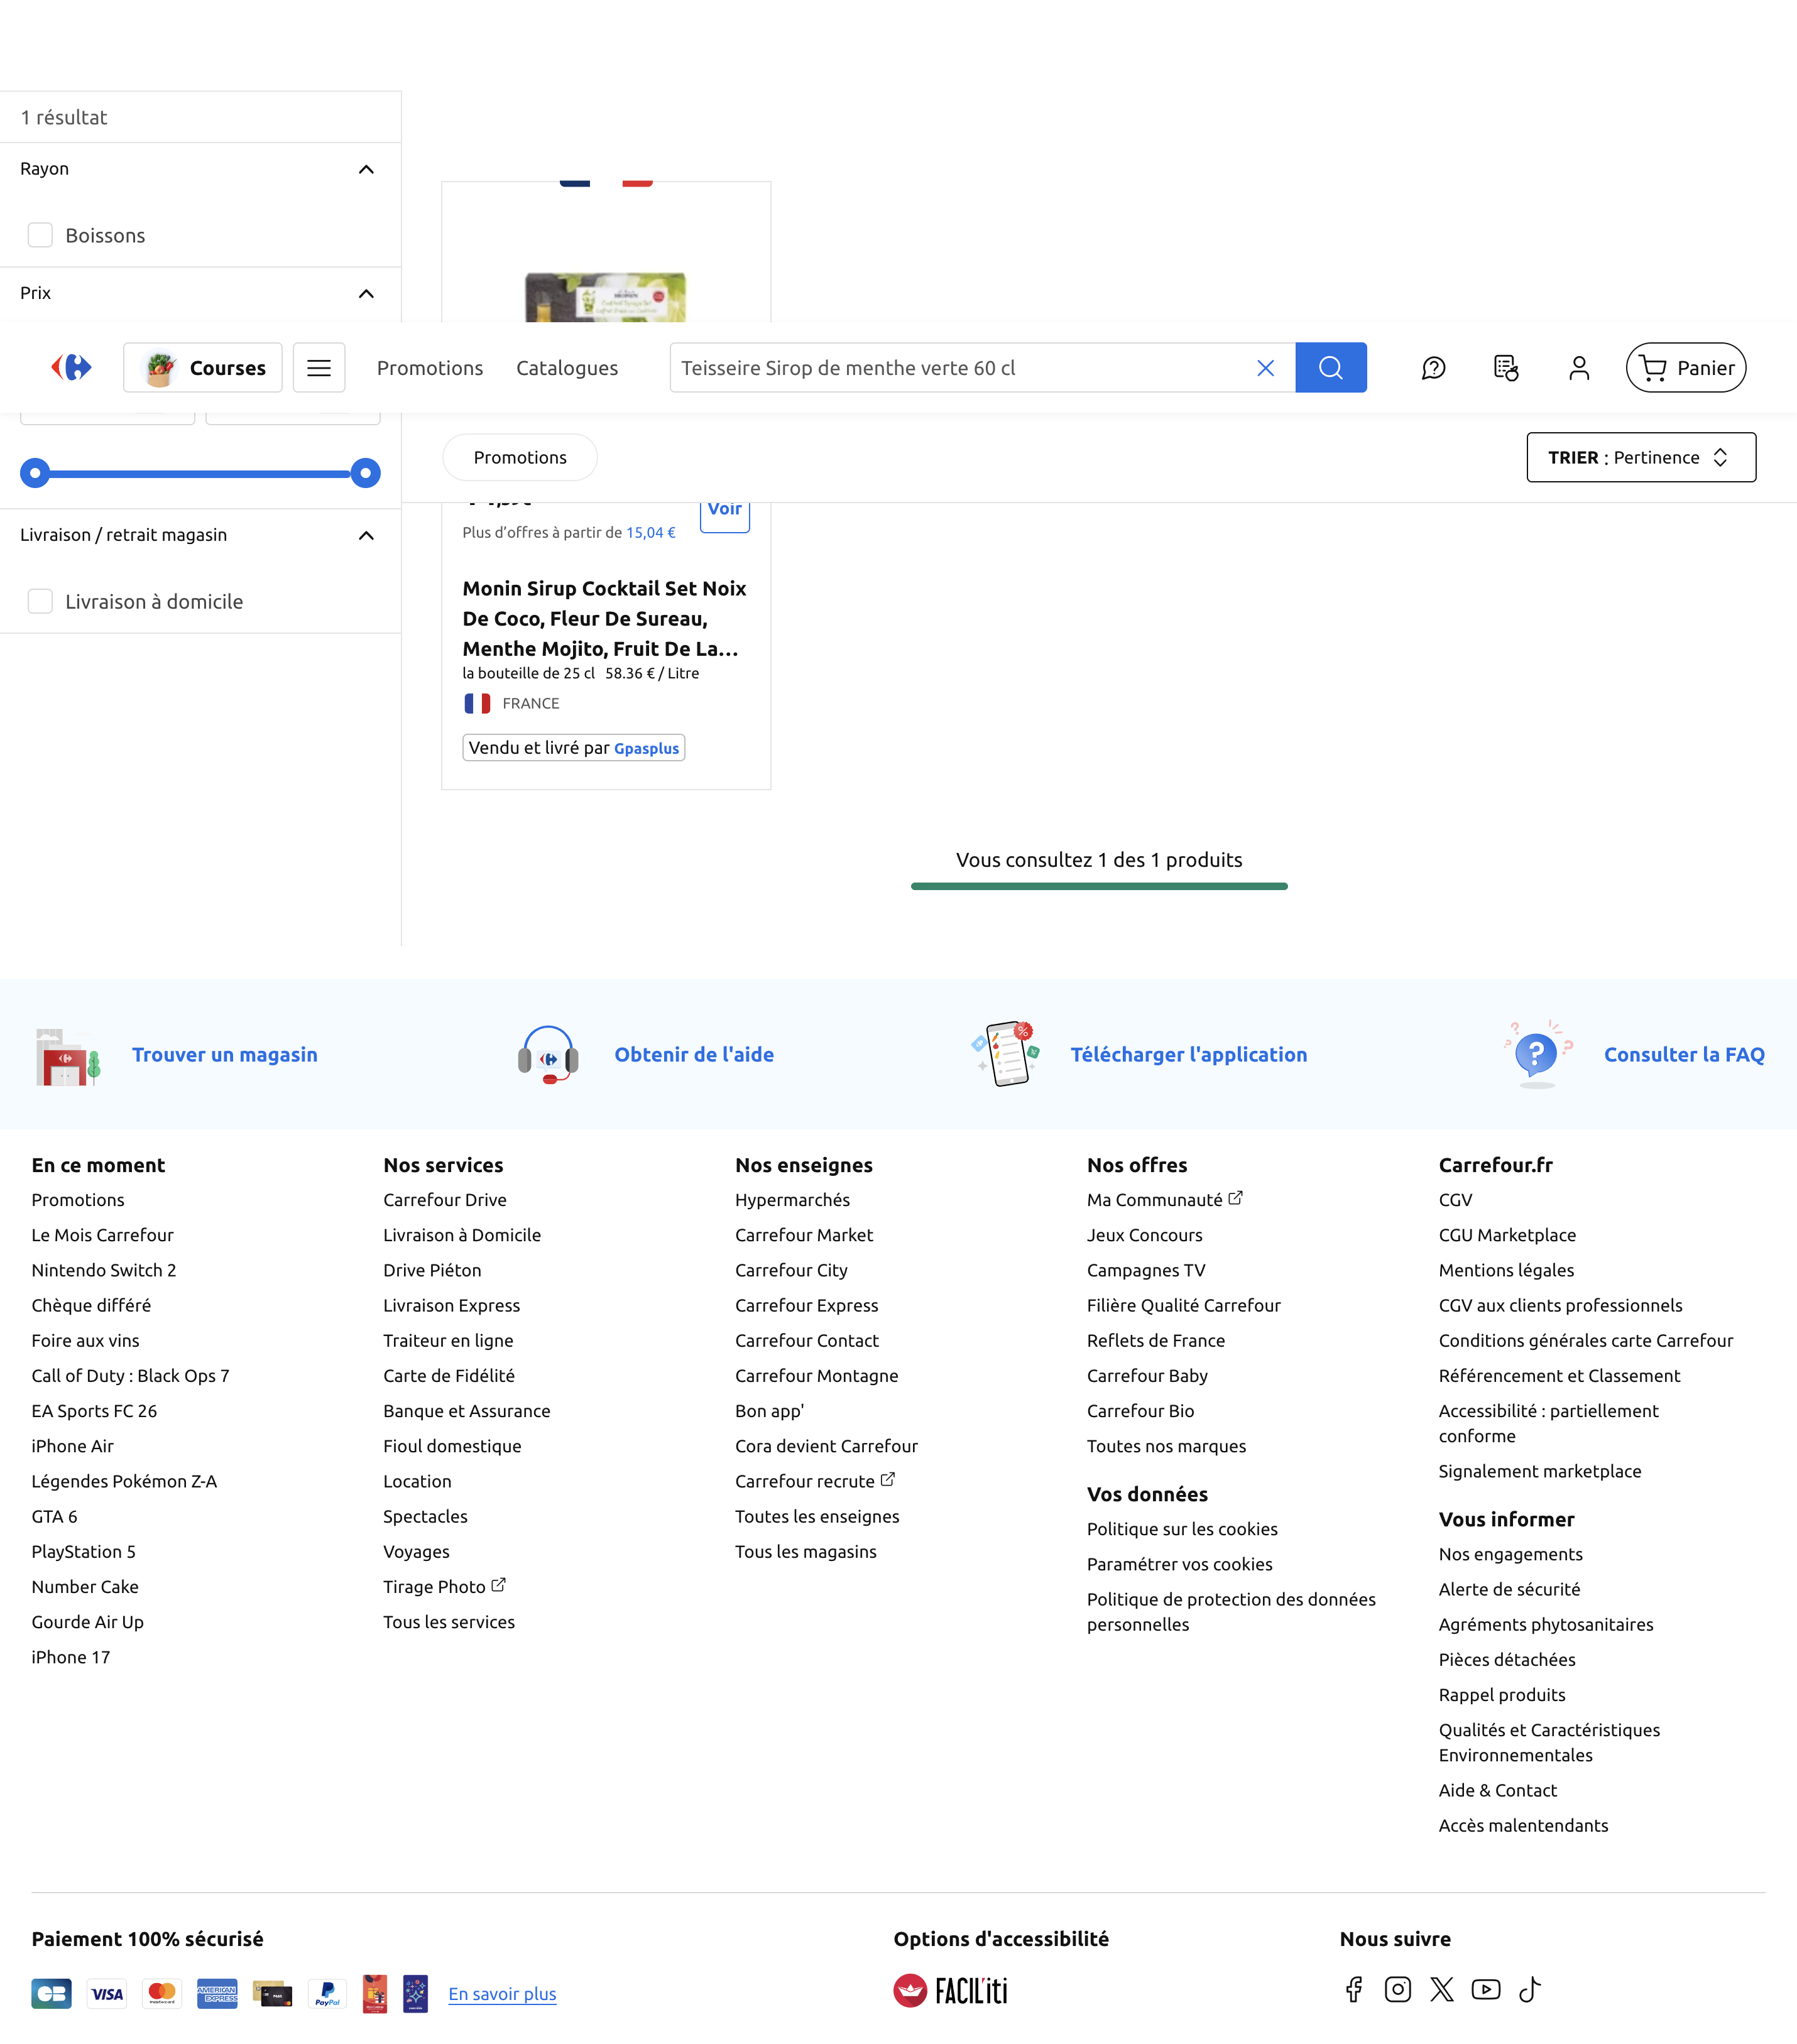 1 résultat
Rayon
Boissons
Prix
Courses
Promotions
Catalogues
Teisseire Sirop de menthe verte 60 cl
Panier
Promotions
TRIER : Pertinence
Livraison / retrait magasin
Livraison à domicile
Voir
Plus d'offres à partir de 15,04 €
Monin Sirup Cocktail Set Noix
De Coco, Fleur De Sureau,
Menthe Mojito, Fruit De La...
la bouteille de 25 cl 58.36 € / Litre
FRANCE
Vendu et livré par Gpasplus
Vous consultez 1 des 1 produits
Trouver un magasin
Obtenir de l'aide
Télécharger l'application
Consulter la FAQ
En ce moment
Promotions
Le Mois Carrefour
Nintendo Switch 2
Chèque différé
Foire aux vins
Call of Duty : Black Ops 7
EA Sports FC 26
iPhone Air
Légendes Pokémon Z-A
GTA 6
PlayStation 5
Number Cake
Gourde Air Up
iPhone 17
Nos services
Carrefour Drive
Livraison à Domicile
Drive Piéton
Livraison Express
Traiteur en ligne
Carte de Fidélité
Banque et Assurance
Fioul domestique
Location
Spectacles
Voyages
Tirage Photo
Tous les services
Nos enseignes
Hypermarchés
Carrefour Market
Carrefour City
Carrefour Express
Carrefour Contact
Carrefour Montagne
Bon app'
Cora devient Carrefour
Carrefour recrute
Toutes les enseignes
Tous les magasins
Nos offres
Ma Communauté
Jeux Concours
Campagnes TV
Filière Qualité Carrefour
Reflets de France
Carrefour Baby
Carrefour Bio
Toutes nos marques
Vos données
Politique sur les cookies
Paramétrer vos cookies
Politique de protection des données
personnelles
Carrefour.fr
CGV
CGU Marketplace
Mentions légales
CGV aux clients professionnels
Conditions générales carte Carrefour
Référencement et Classement
Accessibilité : partiellement
conforme
Signalement marketplace
Vous informer
Nos engagements
Alerte de sécurité
Agréments phytosanitaires
Pièces détachées
Rappel produits
Qualités et Caractéristiques
Environnementales
Aide & Contact
Accès malentendants
Paiement 100% sécurisé
CB
VISA
mastercard
AMERICAN EXPRESS
PayPal
En savoir plus
Options d'accessibilité
FACIL'iti
Nous suivre